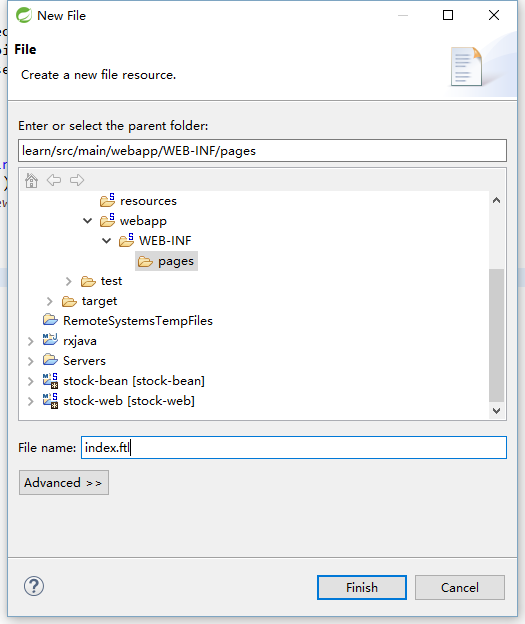 New File
File
Create a new file resource.
Enter or select the parent folder:
learn/src/main/webapp/WEB-INF/pages
resources
webapp
WEB-INF
pages
test
target
RemoteSystemsTempFiles
rxjava
Servers
stock-bean [stock-bean]
stock-web [stock-web]
File name: index.ftl
Advanced >>
Finish Cancel